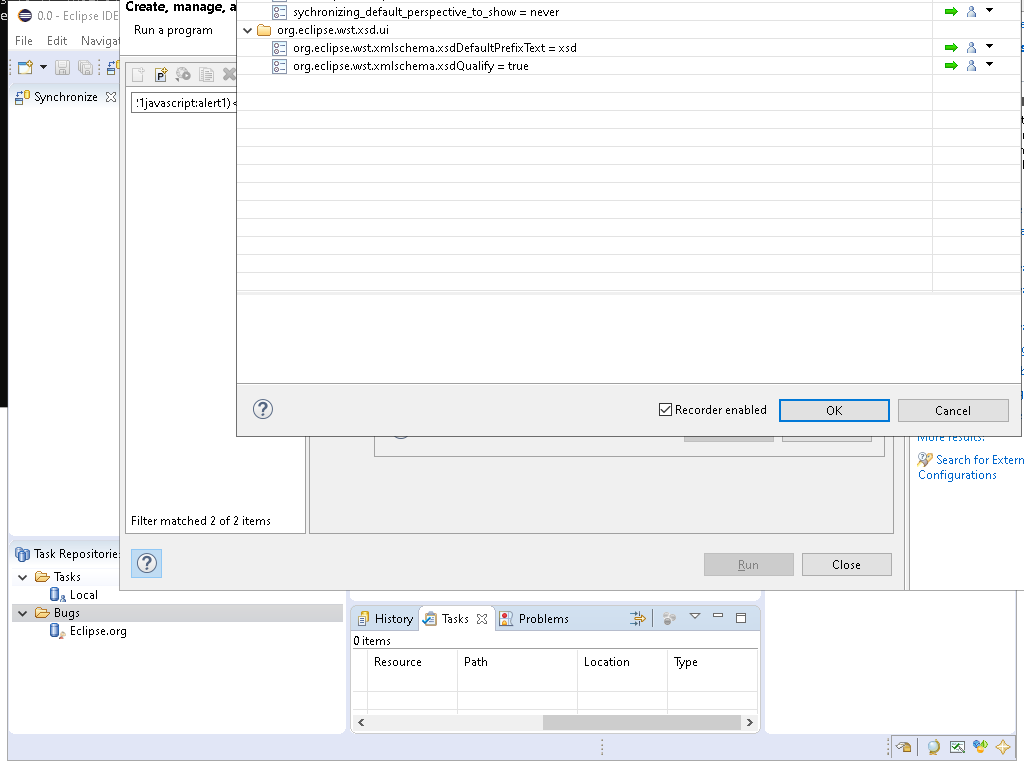 0.0 - Eclipse IDE
File Edit Navigat
Synchronize
Create, manage, a
Run a program
!1javascript:alert1) <
sychronizing_default_perspective_to_show = never
org.eclipse.wst.xsd.ui
org.eclipse.wst.xmlschema.xsdDefaultPrefixText = xsd
org.eclipse.wst.xmlschema.xsdQualify = true
Recorder enabled
OK
Cancel
More results:
Search for Extern
Configurations
Filter matched 2 of 2 items
Run
Close
Task Repositories
Tasks
Local
Bugs
Eclipse.org
History
Tasks
Problems
0 items
Resource Path Location Type